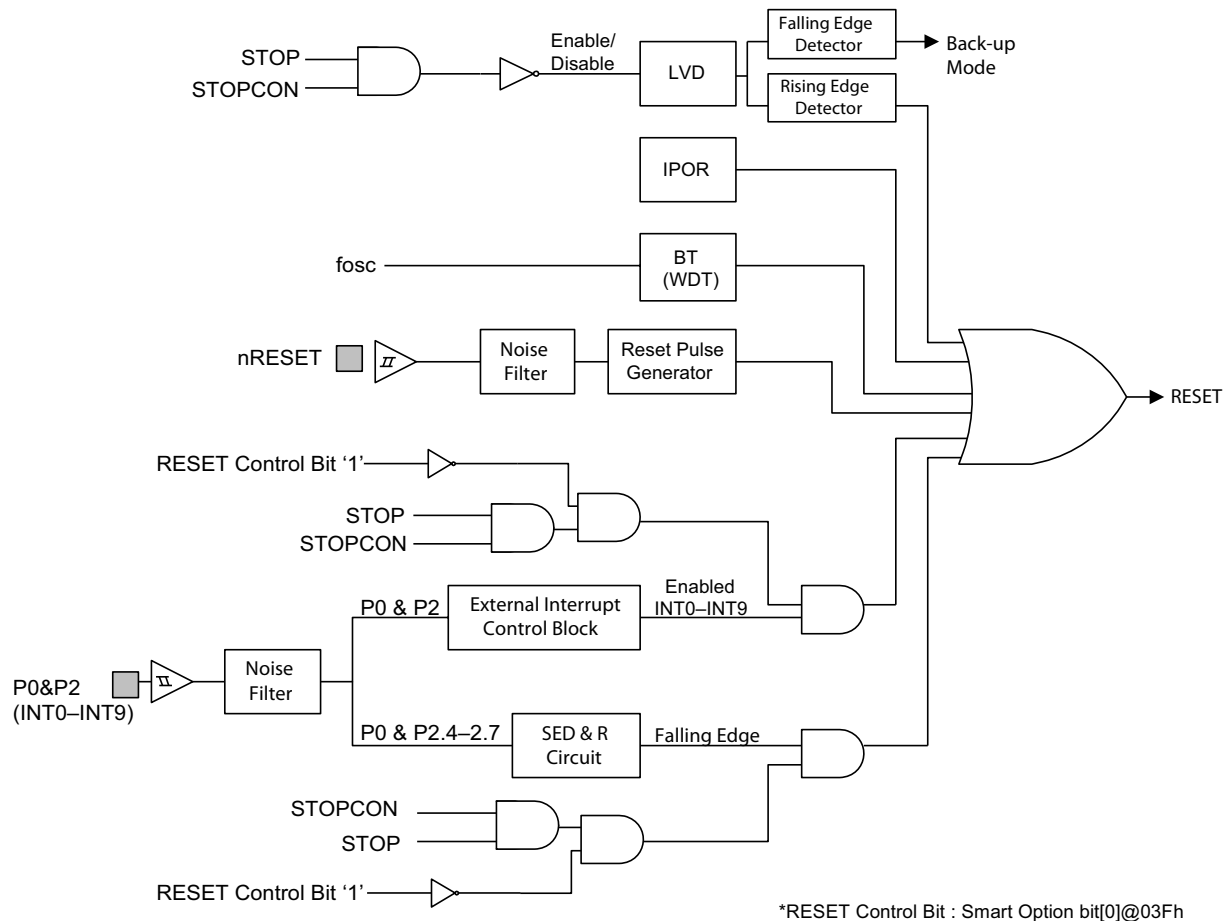 STOP
STOPCON
Enable/
Disable
LVD
Falling Edge
Detector
Back-up
Mode
Rising Edge
Detector
IPOR
fosc
BT
(WDT)
nRESET
Noise
Filter
Reset Pulse
Generator
RESET
RESET Control Bit ‘1’
STOP
STOPCON
P0 & P2
External Interrupt
Control Block
Enabled
INT0–INT9
P0&P2
(INT0–INT9)
Noise
Filter
P0 & P2.4–2.7
SED & R
Circuit
Falling Edge
STOPCON
STOP
RESET Control Bit ‘1’
*RESET Control Bit : Smart Option bit[0]@03Fh